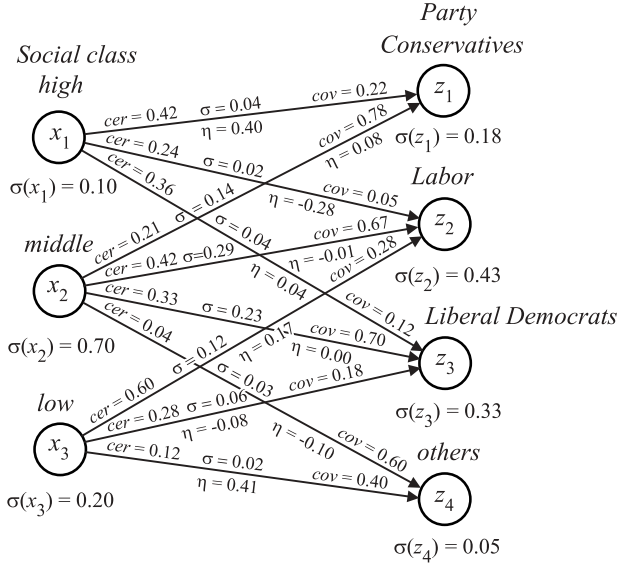 Party
Conservatives
Social class
high
x1
σ(x1) = 0.10
cer = 0.42 σ = 0.04 cov = 0.22
η = 0.40
cer = 0.24 σ = 0.02 cov = 0.05
η = -0.28
cer = 0.36 σ = 0.04 cov = 0.12
η = 0.04
z1
σ(z1) = 0.18
Labor
z2
σ(z2) = 0.43
middle
x2
σ(x2) = 0.70
cer = 0.21 σ = 0.14 cov = 0.78
η = 0.08
cer = 0.42 σ=0.29 cov = 0.67
η = -0.01
cer = 0.33 σ = 0.23 cov = 0.70
η = 0.00
cer = 0.04 σ = 0.03 cov = 0.60
η = -0.10
Liberal Democrats
z3
σ(z3) = 0.33
low
x3
σ(x3) = 0.20
cer = 0.60 σ = 0.12 cov = 0.28
η = 0.17
cer = 0.28 σ = 0.06 cov = 0.18
η = -0.08
cer = 0.12 σ = 0.02 cov = 0.40
η = 0.41
others
z4
σ(z4) = 0.05